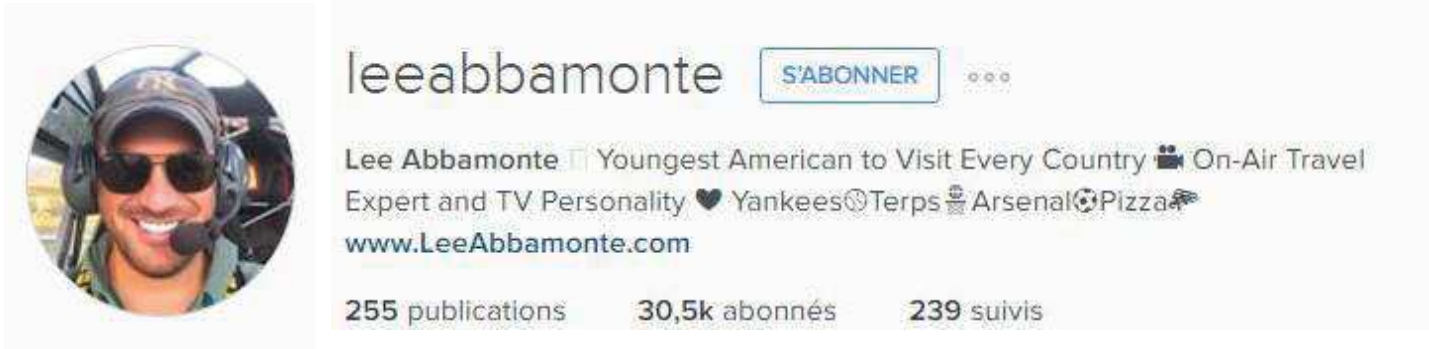 leeabbamonte S'ABONNER
Lee Abbamonte Youngest American to Visit Every Country 🎥 On-Air Travel
Expert and TV Personality ♥ Yankees⚾Terps🏀Arsenal⚽Pizza🍕
www.LeeAbbamonte.com
255 publications 30,5k abonnés 239 suivis